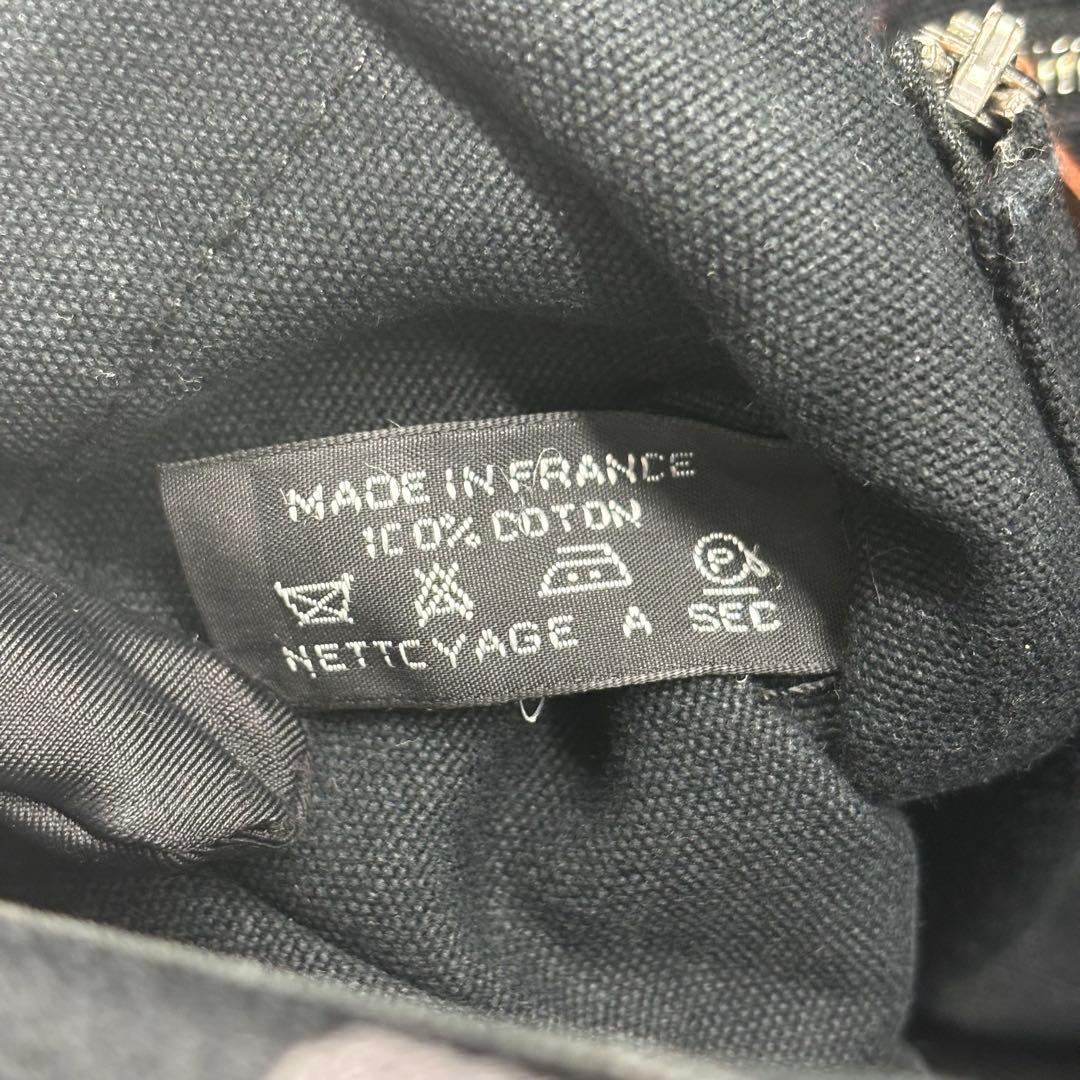 MADE IN FRANCE
100% COTON
P
NETTOYAGE A SEC